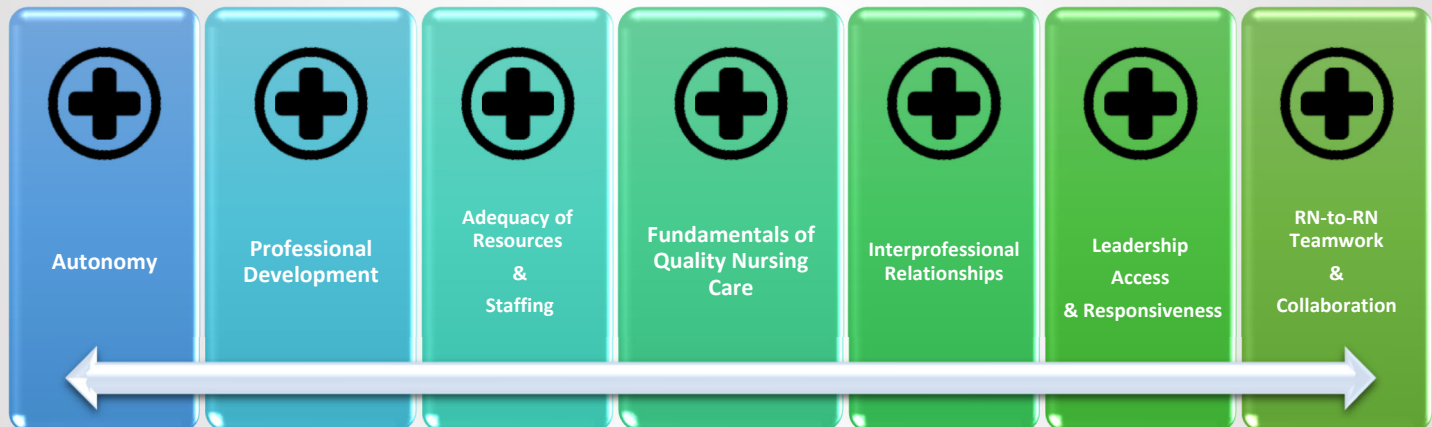 Autonomy
Professional
Development
Adequacy of
Resources
&
Staffing
Fundamentals of
Quality Nursing
Care
Interprofessional
Relationships
Leadership
Access
& Responsiveness
RN-to-RN
Teamwork
&
Collaboration